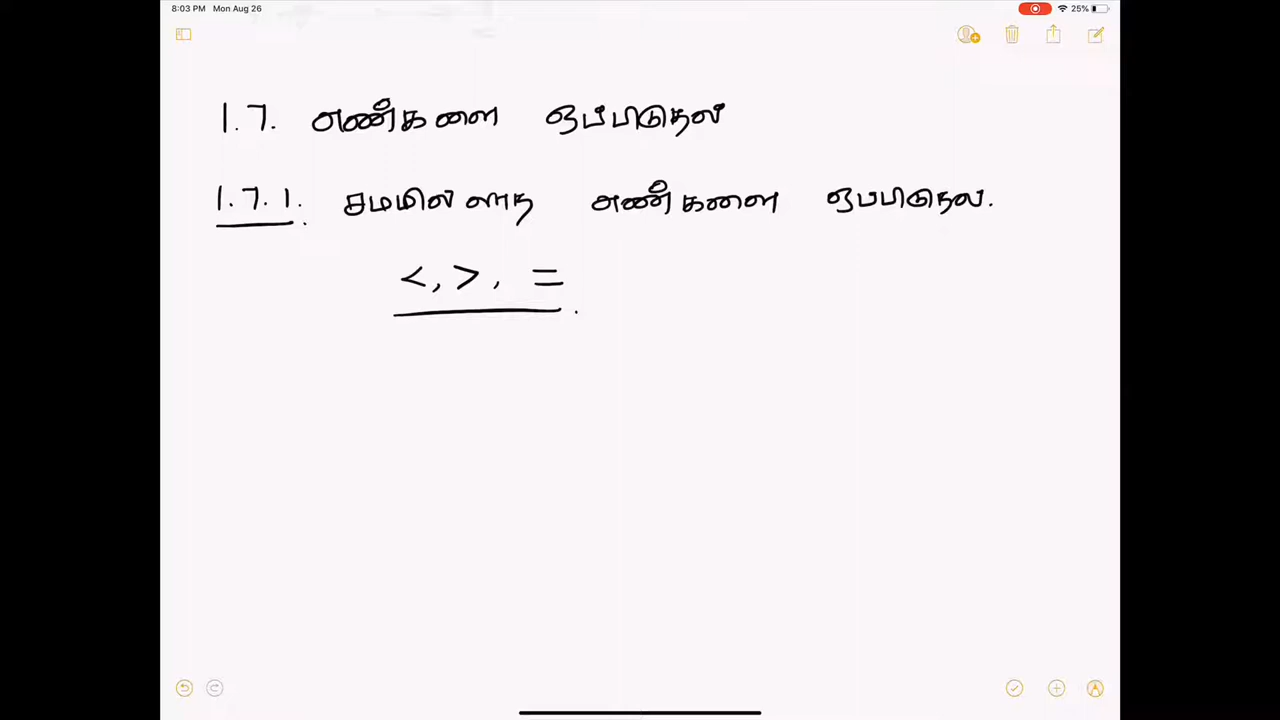 8:03 PM Mon Aug 26 25%
1.7. எண்களை ஒப்பிடுதல்
1.7.1. சமமில்லாத எண்களை ஒப்பிடுதல்.
<, >, =